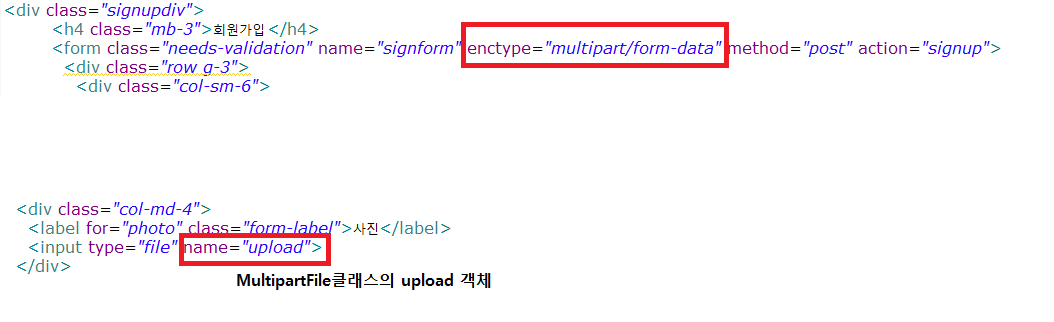 <div class="signupdiv">
<h4 class="mb-3">회원가입</h4>
<form class="needs-validation" name="signform" enctype="multipart/form-data" method="post" action="signup">
<div class="row g-3">
<div class="col-sm-6">
<div class="col-md-4">
<label for="photo" class="form-label">사진</label>
<input type="file" name="upload">
</div>
MultipartFile클래스의 upload 객체